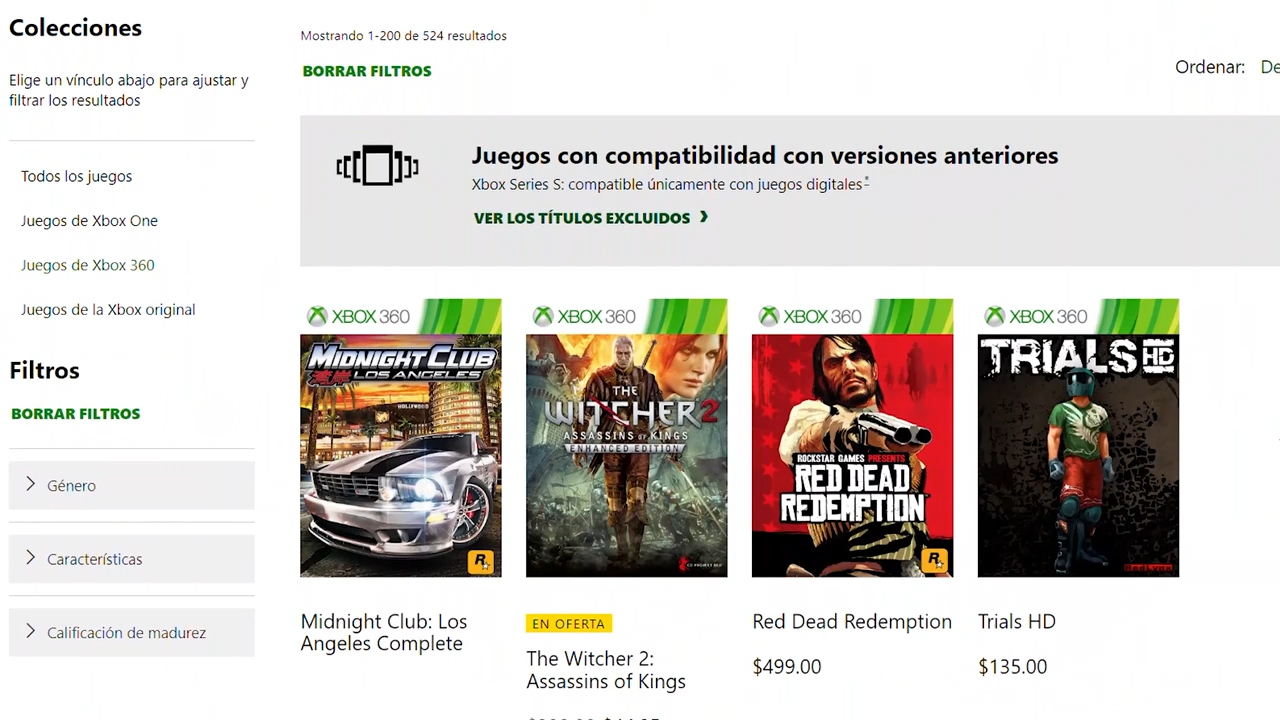 Colecciones
Elige un vínculo abajo para ajustar y
filtrar los resultados
Todos los juegos
Juegos de Xbox One
Juegos de Xbox 360
Juegos de la Xbox original
Filtros
BORRAR FILTROS
Género
Características
Calificación de madurez
Mostrando 1-200 de 524 resultados
BORRAR FILTROS
Ordenar:
Juegos con compatibilidad con versiones anteriores
Xbox Series S: compatible únicamente con juegos digitales*
VER LOS TÍTULOS EXCLUIDOS
XBOX 360
MIDNIGHT CLUB
LOS ANGELES
HOLLYWOOD
R
Midnight Club: Los
Angeles Complete
XBOX 360
THE
WITCHER 2
ASSASSINS OF KINGS
ENHANCED EDITION
CD PROJEKT RED
EN OFERTA
The Witcher 2:
Assassins of Kings
XBOX 360
ROCKSTAR GAMES PRESENTS
RED DEAD
REDEMPTION
R
Red Dead Redemption
$499.00
XBOX 360
TRIALS HD
RedLynx
Trials HD
$135.00